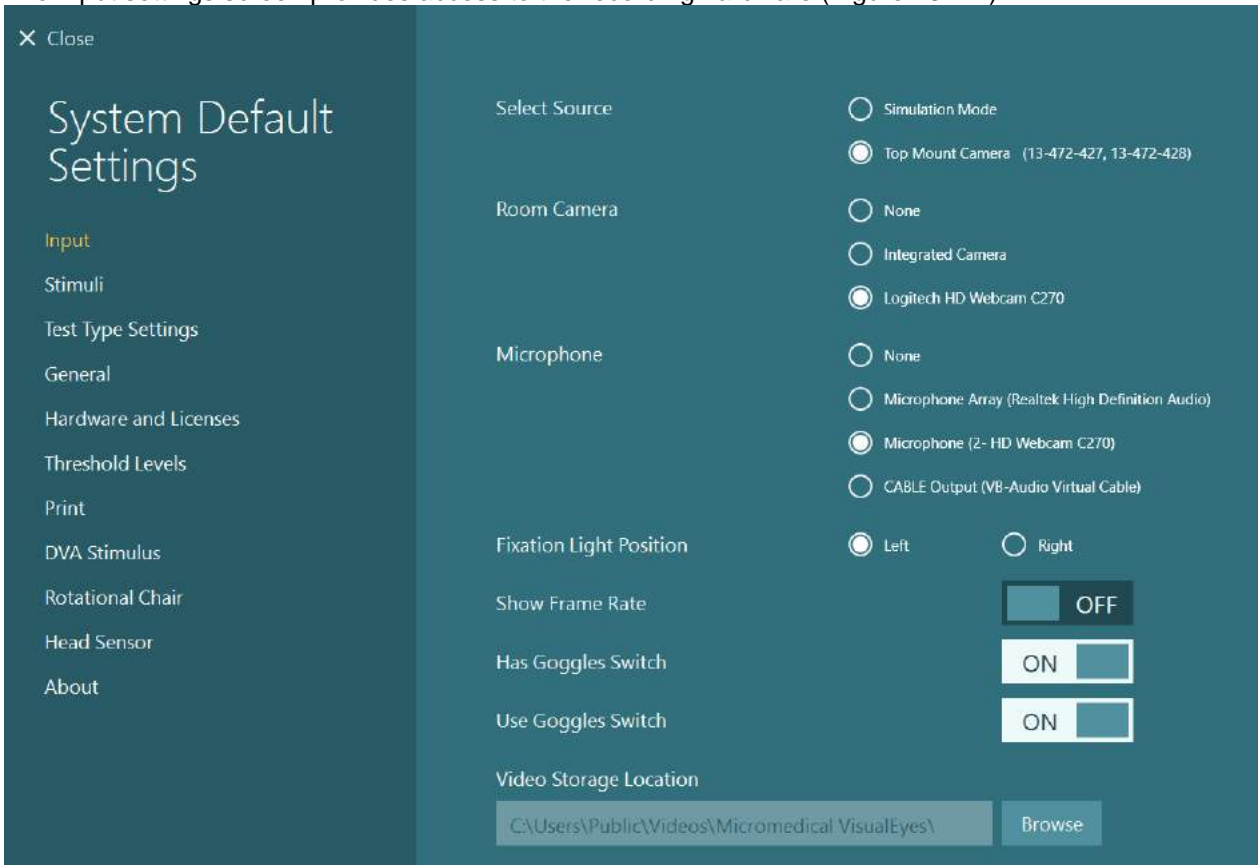 × Close
System Default
Settings
Input
Stimuli
Test Type Settings
General
Hardware and Licenses
Threshold Levels
Print
DVA Stimulus
Rotational Chair
Head Sensor
About
Select Source
Simulation Mode
Top Mount Camera (13-472-427, 13-472-428)
Room Camera
None
Integrated Camera
Logitech HD Webcam C270
Microphone
None
Microphone Array (Realtek High Definition Audio)
Microphone (2- HD Webcam C270)
CABLE Output (VB-Audio Virtual Cable)
Fixation Light Position Left Right
Show Frame Rate OFF
Has Goggles Switch ON
Use Goggles Switch ON
Video Storage Location
C:\Users\Public\Videos\Micromedical VisualEyes\ Browse